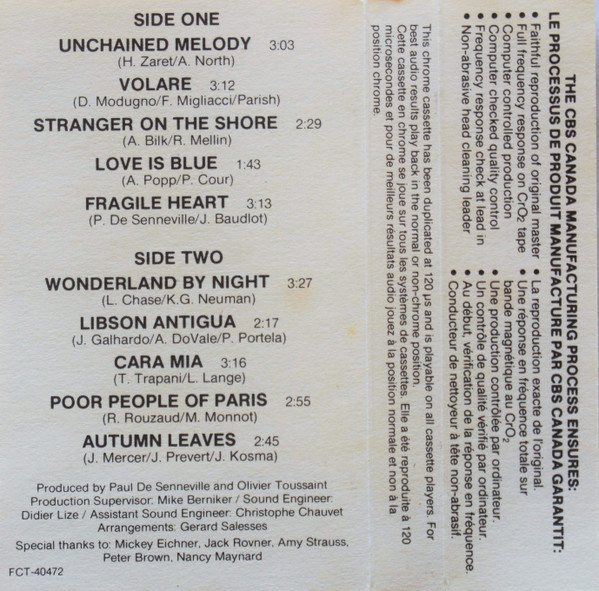 SIDE ONE
UNCHAINED MELODY 3:03
(H. Zaret/A. North)
VOLARE 3:12
(D. Modugno/F. Migliacci/Parish)
STRANGER ON THE SHORE 2:29
(A. Bilk/R. Mellin)
LOVE IS BLUE 1:43
(A. Popp/P. Cour)
FRAGILE HEART 3:13
(P. De Senneville/J. Baudlot)
SIDE TWO
WONDERLAND BY NIGHT 3:27
(L. Chase/K.G. Neuman)
LIBSON ANTIGUA 2:17
(J. Galhardo/A. DoVale/P. Portela)
CARA MIA 3:16
(T. Trapani/L. Lange)
POOR PEOPLE OF PARIS 2:55
(R. Rouzaud/M. Monnot)
AUTUMN LEAVES 2:45
(J. Mercer/J. Prevert/J. Kosma)
Produced by Paul De Senneville and Olivier Toussaint
Production Supervisor: Mike Berniker / Sound Engineer:
Didier Lize / Assistant Sound Engineer: Christophe Chauvet
Arrangements: Gerard Salesses
Special thanks to: Mickey Eichner, Jack Rovner, Amy Strauss,
Peter Brown, Nancy Maynard
FCT-40472
This chrome cassette has been duplicated at 120 µs and is playable on all cassette players. For
best audio results play back in the normal or non-chrome position.
Cette cassette en chrome se joue sur tous les systèmes de cassettes. Elle a été reproduite à 120
microsecondes et pour de meilleurs résultats audio jouez à la position normale et non à la
position chrome.
THE CBS CANADA MANUFACTURING PROCESS ENSURES:
LE PROCESSUS DE PRODUIT MANUFACTURE PAR CBS CANADA GARANTIT:
• Faithful reproduction of original master
• Full frequency response on CrO2 tape
• Computer controlled production
• Computer checked quality control
• Frequency response check at lead in
• Non-abrasive head cleaning leader
• La reproduction exacte de l'original.
• Une réponse en fréquence totale sur
bande magnétique au CrO2
• Une production contrôlée par ordinateur.
• Un contrôle de qualité vérifié par ordinateur.
• Au début, vérification de la réponse en fréquence.
• Conducteur de nettoyeur à tête non-abrasif.